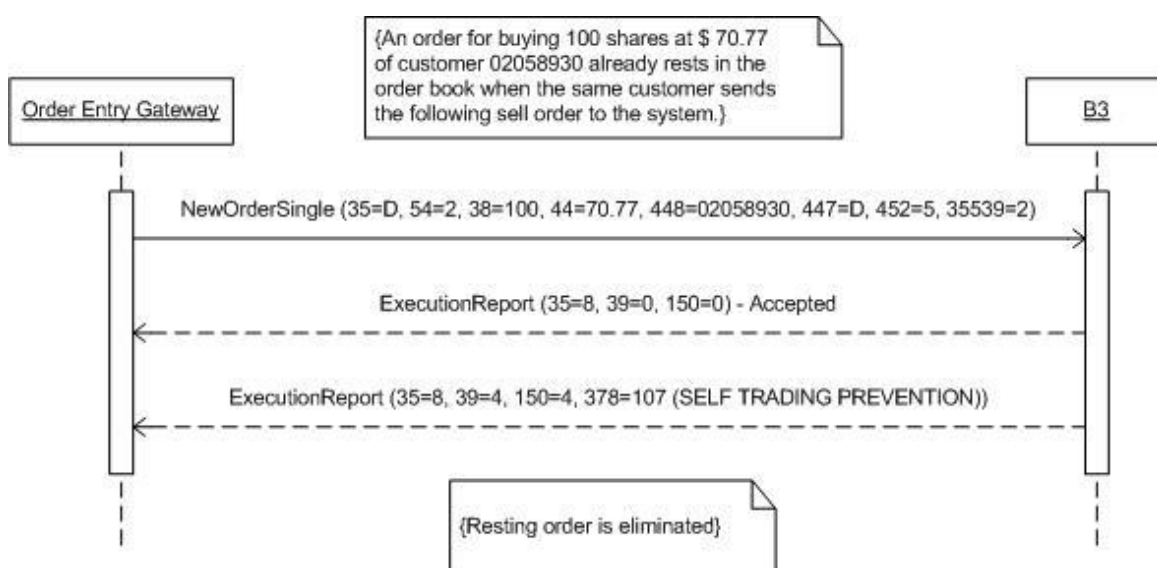 {An order for buying 100 shares at $ 70.77
of customer 02058930 already rests in the
order book when the same customer sends
the following sell order to the system.}
Order Entry Gateway
B3
NewOrderSingle (35=D, 54=2, 38=100, 44=70.77, 448=02058930, 447=D, 452=5, 35539=2)
ExecutionReport (35=8, 39=0, 150=0) - Accepted
ExecutionReport (35=8, 39=4, 150=4, 378=107 (SELF TRADING PREVENTION))
{Resting order is eliminated}